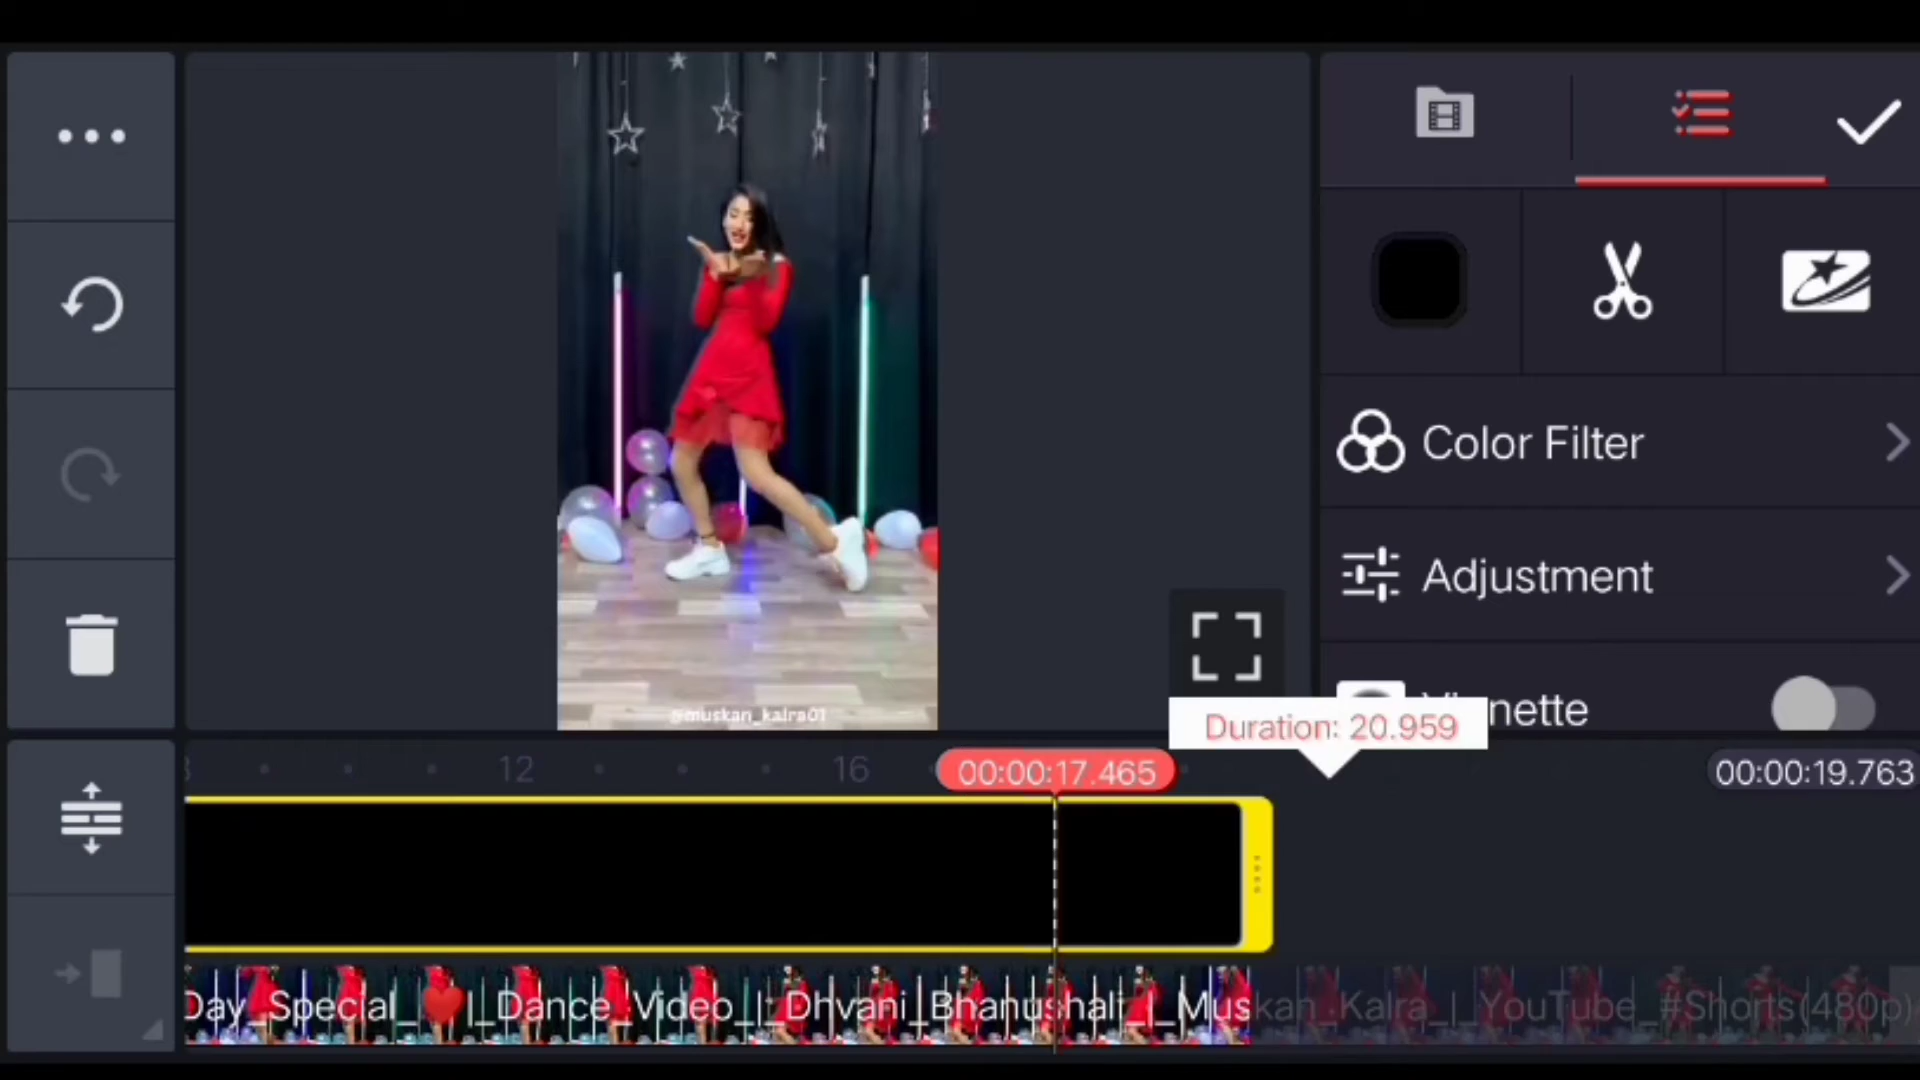 Color Filter
Adjustment
nette
@muskan_kalra01
Duration: 20.959
12
16
00:00:17.465
00:00:19.763
Day_Special_❤️|_Dance_Video_|_Dhvani_Bhanushali_|_Muskan_Kalra_|_YouTube_#Shorts(480p)